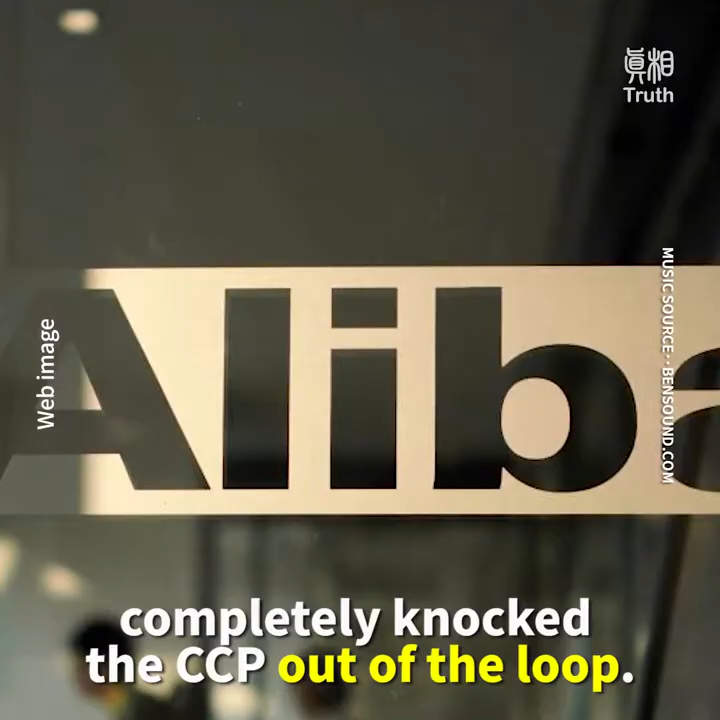 真相
Truth
Aliba
Web image
MUSIC SOURCE：BENSOUND.COM
completely knocked
the CCP out of the loop.